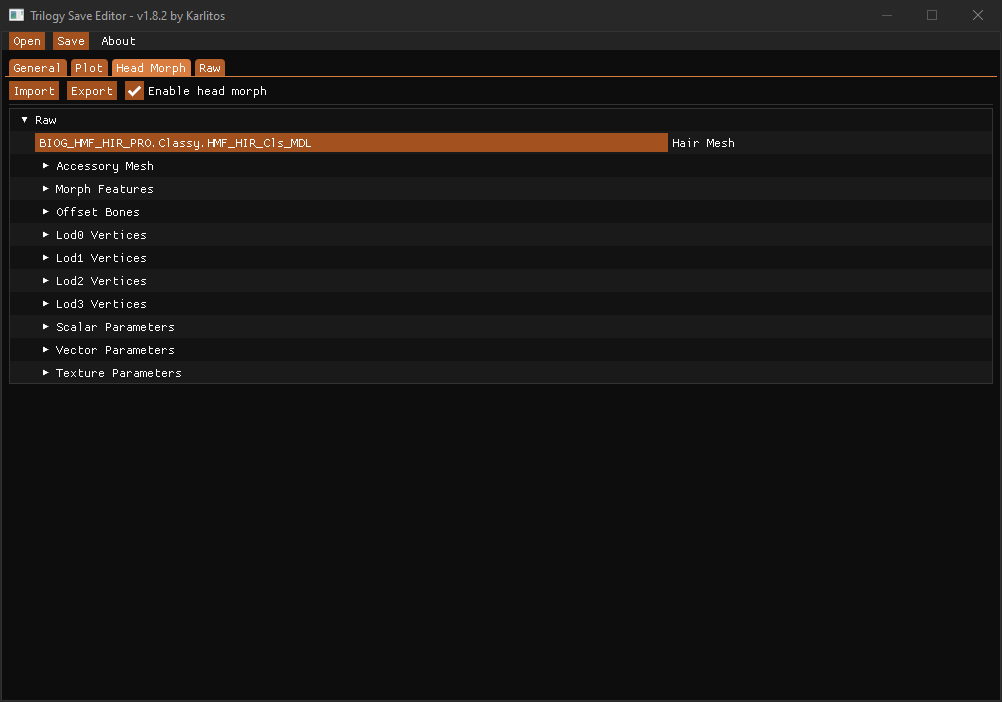 Trilogy Save Editor - v1.8.2 by Karlitos
Open Save About
General Plot Head Morph Raw
Import Export Enable head morph
Raw
BIOG_HMF_HIR_PRO.Classy.HMF_HIR_Cls_MDL Hair Mesh
Accessory Mesh
Morph Features
Offset Bones
Lod0 Vertices
Lod1 Vertices
Lod2 Vertices
Lod3 Vertices
Scalar Parameters
Vector Parameters
Texture Parameters